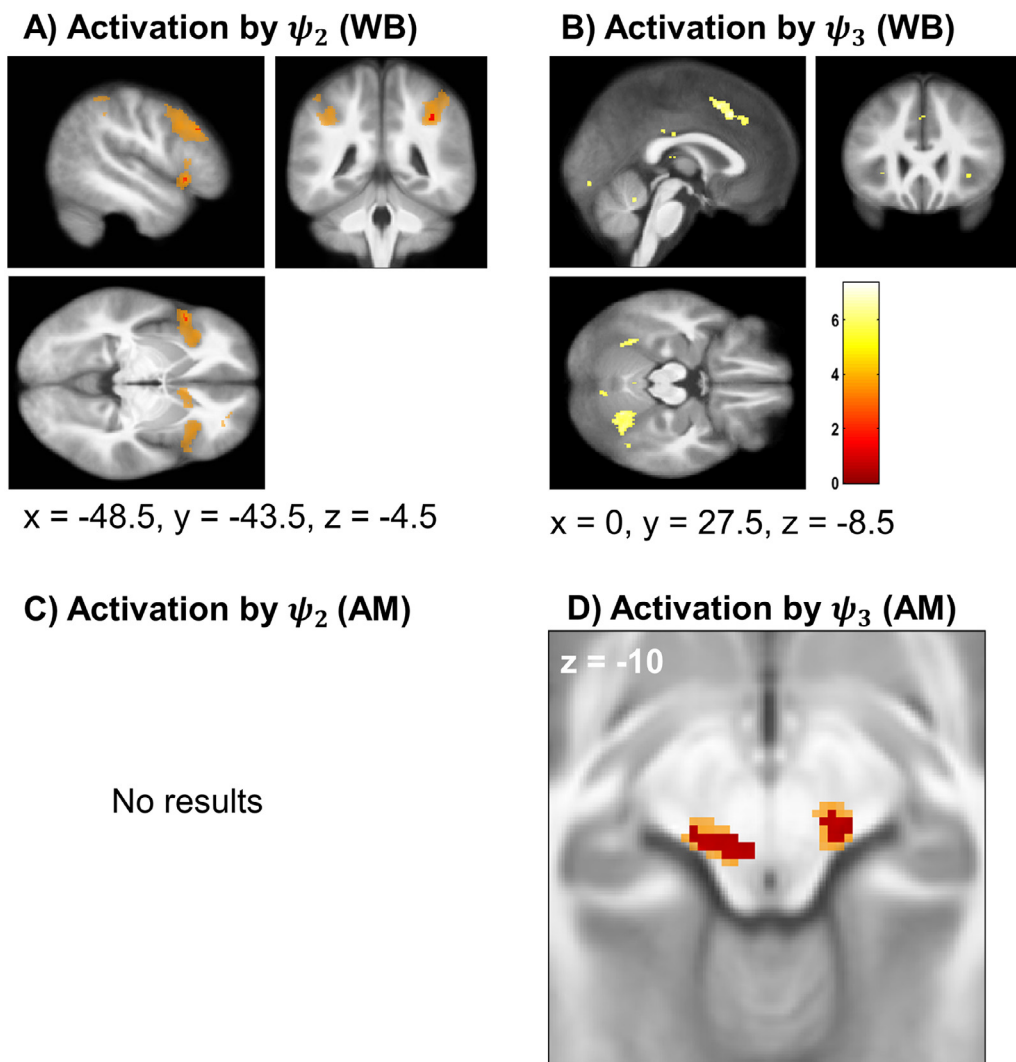 A) Activation by ψ₂ (WB)
B) Activation by ψ₃ (WB)
6
4
2
0
x = -48.5, y = -43.5, z = -4.5
x = 0, y = 27.5, z = -8.5
C) Activation by ψ₂ (AM)
D) Activation by ψ₃ (AM)
z = -10
No results